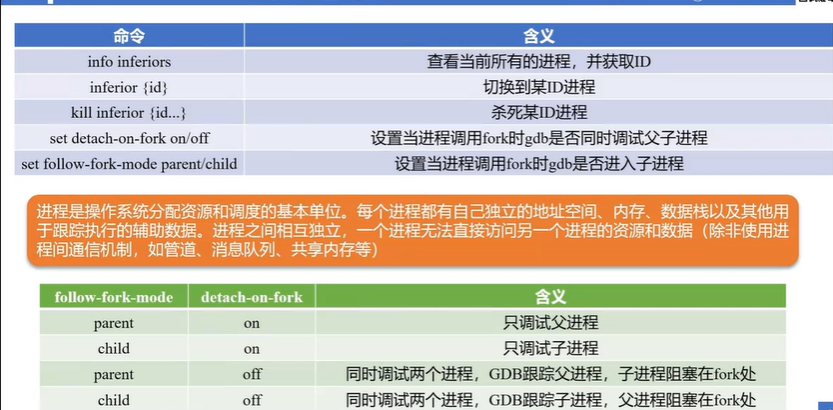 命令 含义
info inferiors 查看当前所有的进程，并获取ID
inferior {id} 切换到某ID进程
kill inferior {id...} 杀死某ID进程
set detach-on-fork on/off 设置当进程调用fork时gdb是否同时调试父子进程
set follow-fork-mode parent/child 设置当进程调用fork时gdb是否进入子进程
进程是操作系统分配资源和调度的基本单位。每个进程都有自己独立的地址空间、内存、数据栈以及其他用
于跟踪执行的辅助数据。进程之间相互独立，一个进程无法直接访问另一个进程的资源和数据（除非使用进
程间通信机制，如管道、消息队列、共享内存等）
follow-fork-mode detach-on-fork 含义
parent on 只调试父进程
child on 只调试子进程
parent off 同时调试两个进程，GDB跟踪父进程，子进程阻塞在fork处
child off 同时调试两个进程，GDB跟踪子进程，父进程阻塞在fork处